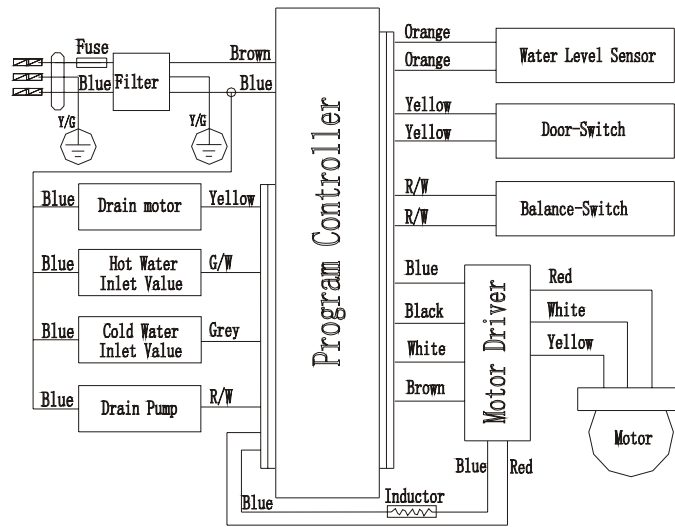 Fuse
Brown
Blue
Filter
Blue
Y/G
Y/G
Blue
Drain motor
Yellow
Blue
Hot Water
Inlet Value
G/W
Blue
Cold Water
Inlet Value
Grey
Blue
Drain Pump
R/W
Program Controller
Orange
Orange
Water Level Sensor
Yellow
Yellow
Door-Switch
R/W
R/W
Balance-Switch
Blue
Black
White
Brown
Motor Driver
Red
White
Yellow
Motor
Blue
Red
Blue
Inductor